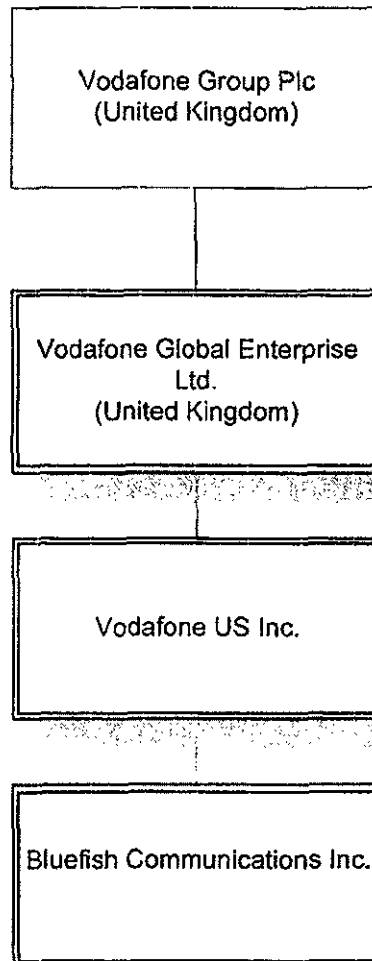 Vodafone Group Plc
(United Kingdom)
Vodafone Global Enterprise
Ltd.
(United Kingdom)
Vodafone US Inc.
Bluefish Communications Inc.